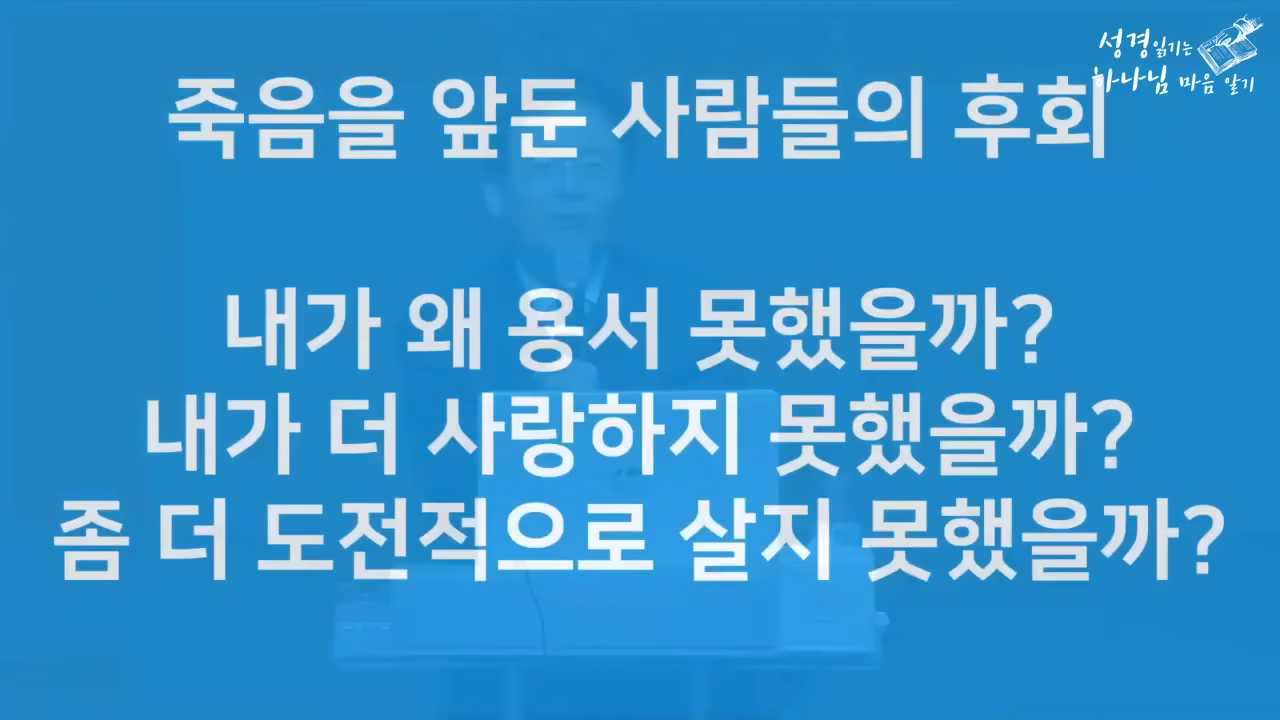 성경읽기는
하나님 마음 알기
죽음을 앞둔 사람들의 후회
내가 왜 용서 못했을까?
내가 더 사랑하지 못했을까?
좀 더 도전적으로 살지 못했을까?